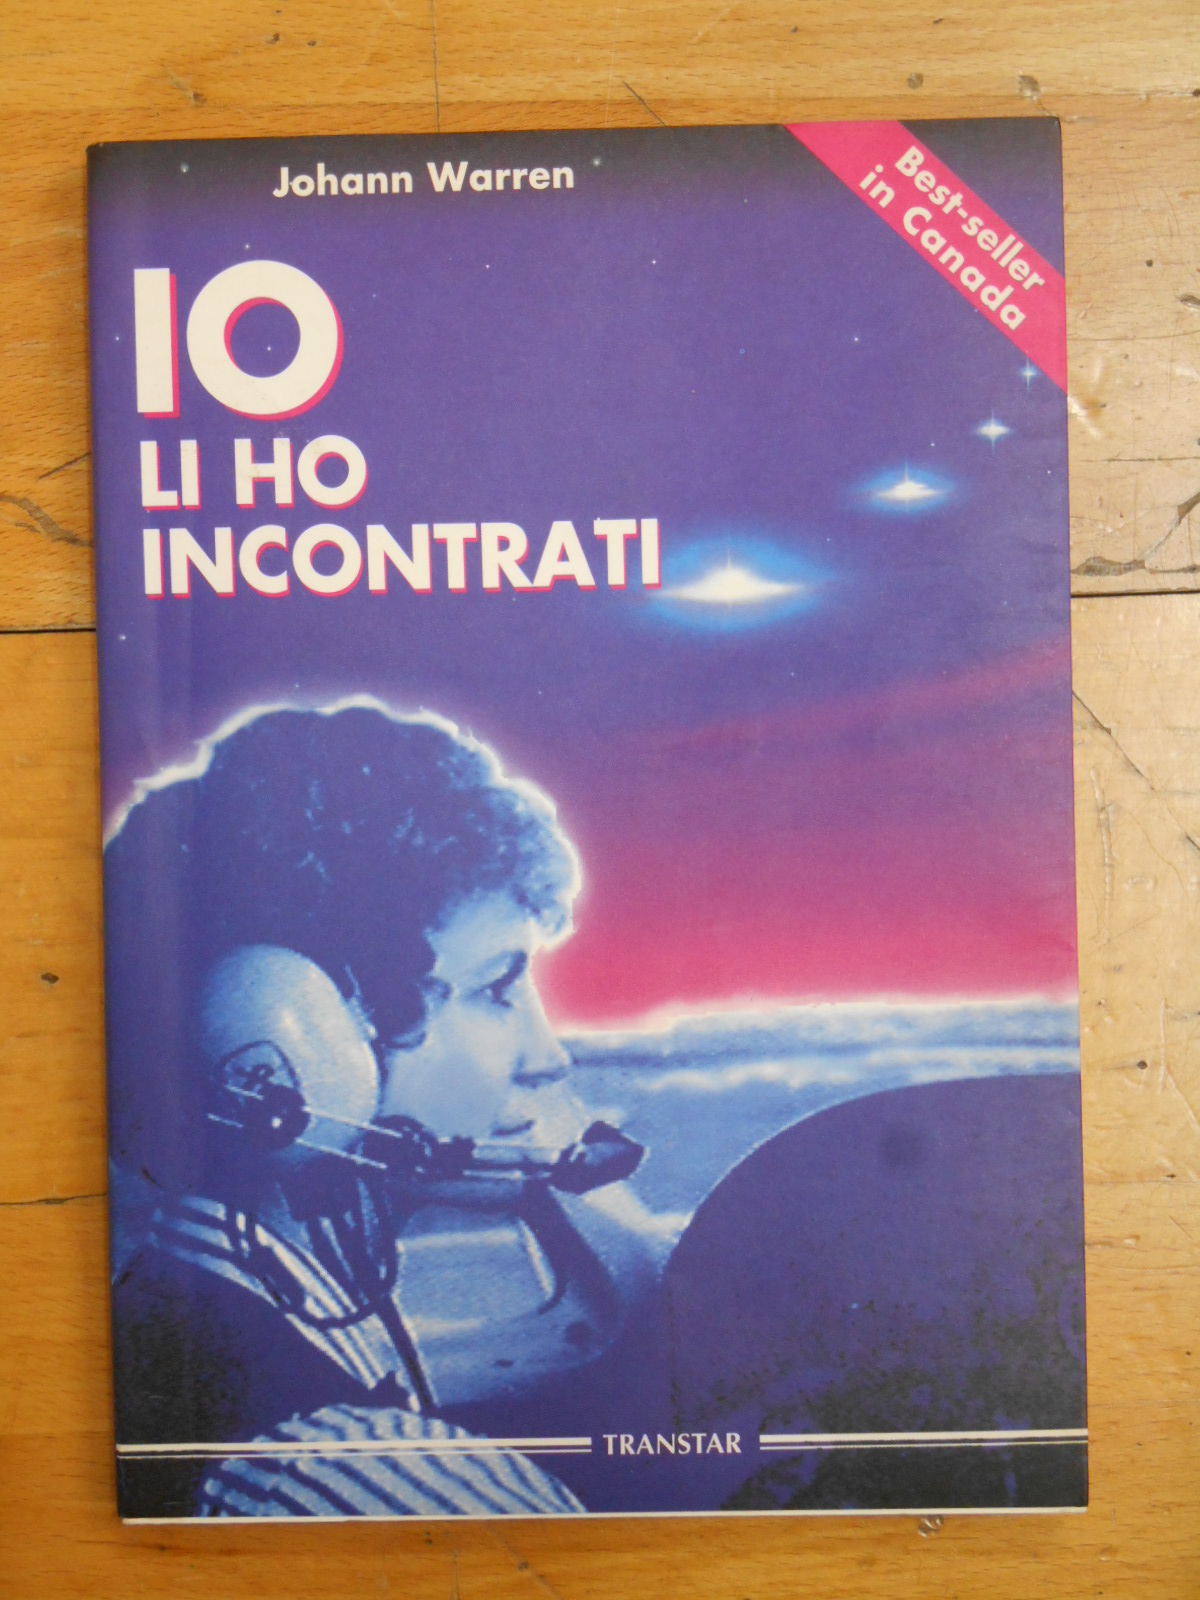 Johann Warren
Best-seller
in Canada
IO
LI HO
INCONTRATI
TRANSTAR